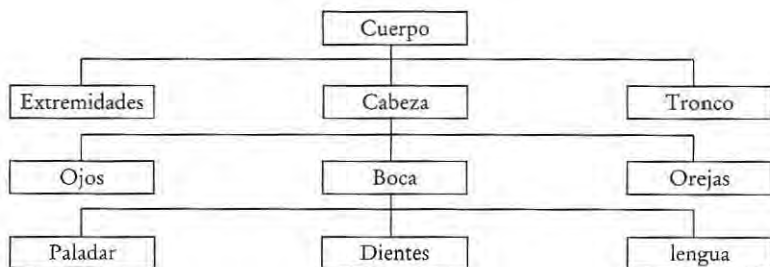 Cuerpo
Extremidades Cabeza Tronco
Ojos Boca Orejas
Paladar Dientes lengua